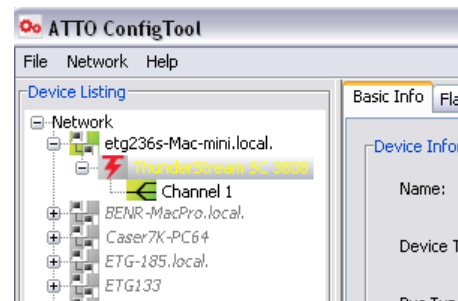 ATTO ConfigTool
File Network Help
Device Listing
Network
etg236s-Mac-mini.local.
ThunderStream SC 3808
Channel 1
BENR-MacPro.local.
Caser7K-PC64
ETG-185.local.
ETG133
Basic Info Fla
Device Infor
Name:
Device T